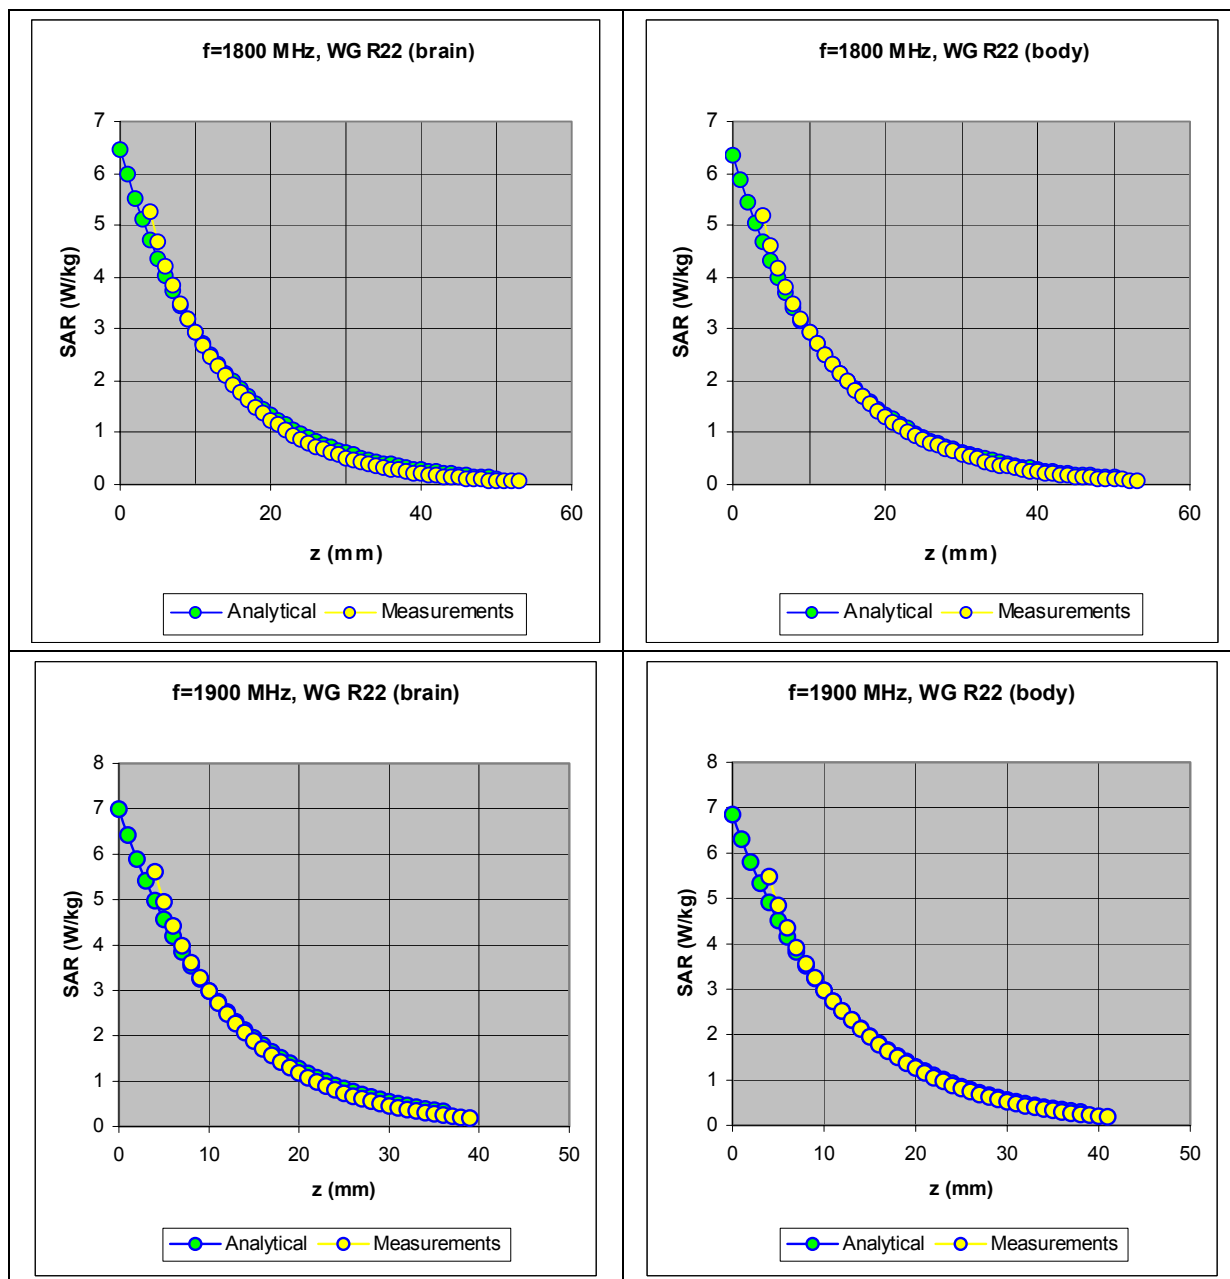 f=1800 MHz, WG R22 (brain)
7
6
5
4
3
2
1
0
SAR (W/kg)
0 20 40 60
z (mm)
Analytical Measurements
f=1800 MHz, WG R22 (body)
7
6
5
4
3
2
1
0
SAR (W/kg)
0 20 40 60
z (mm)
Analytical Measurements
f=1900 MHz, WG R22 (brain)
8
7
6
5
4
3
2
1
0
SAR (W/kg)
0 10 20 30 40 50
z (mm)
Analytical Measurements
f=1900 MHz, WG R22 (body)
8
7
6
5
4
3
2
1
0
SAR (W/kg)
0 10 20 30 40 50
z (mm)
Analytical Measurements